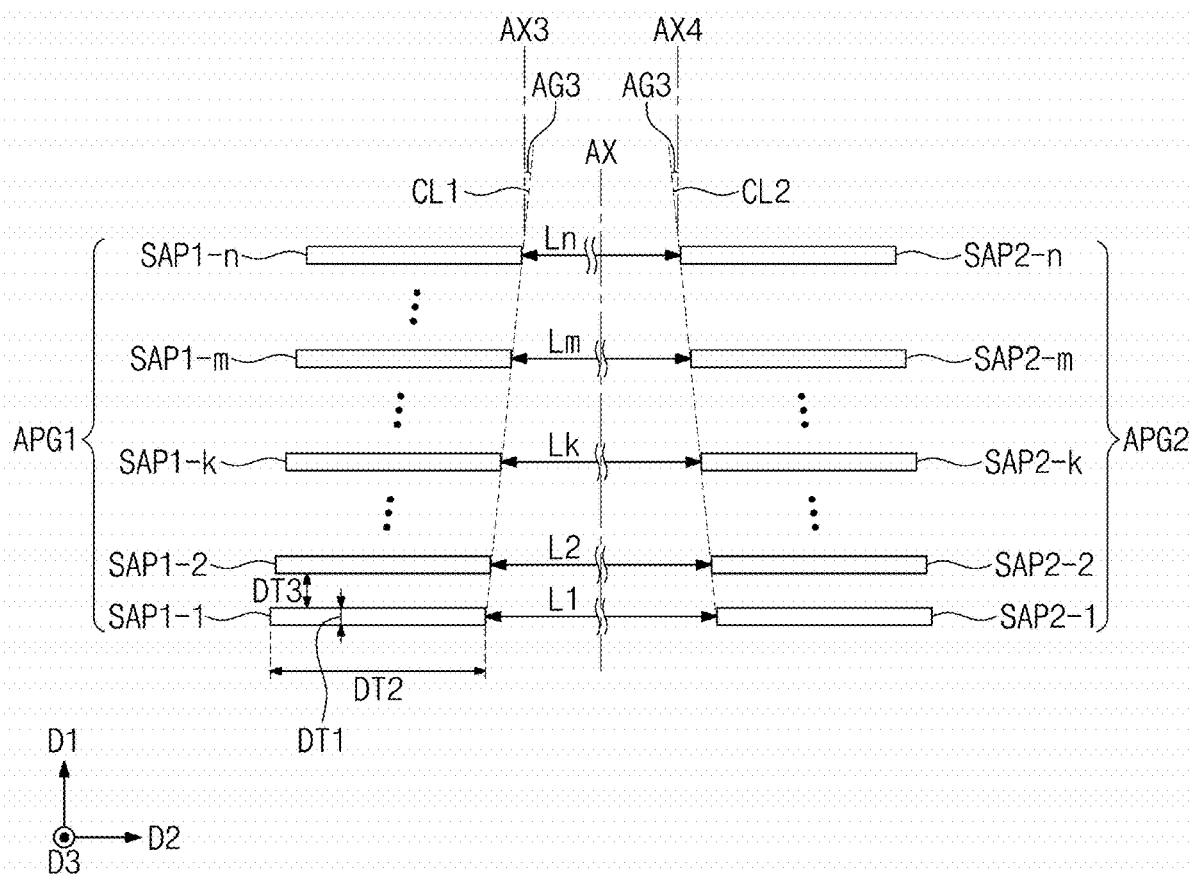 AX3 AX4
AG3 AG3
AX
CL1 CL2
SAP1-n Ln SAP2-n
SAP1-m Lm SAP2-m
APG1 APG2
SAP1-k Lk SAP2-k
SAP1-2 L2 SAP2-2
DT3
SAP1-1 L1 SAP2-1
DT2
DT1
D1
D2
D3